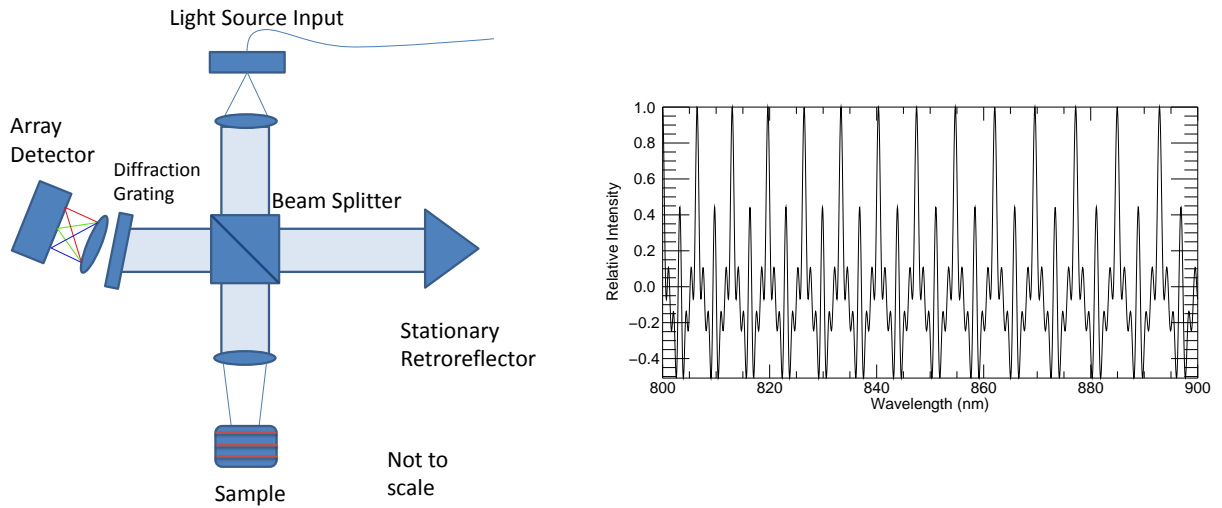 Light Source Input
Array
Detector
Diffraction
Grating
Beam Splitter
Stationary
Retroreflector
Not to
scale
Sample
Relative Intensity
1.0
0.8
0.6
0.4
0.2
0.0
−0.2
−0.4
800
820
840
860
885
900
Wavelength (nm)